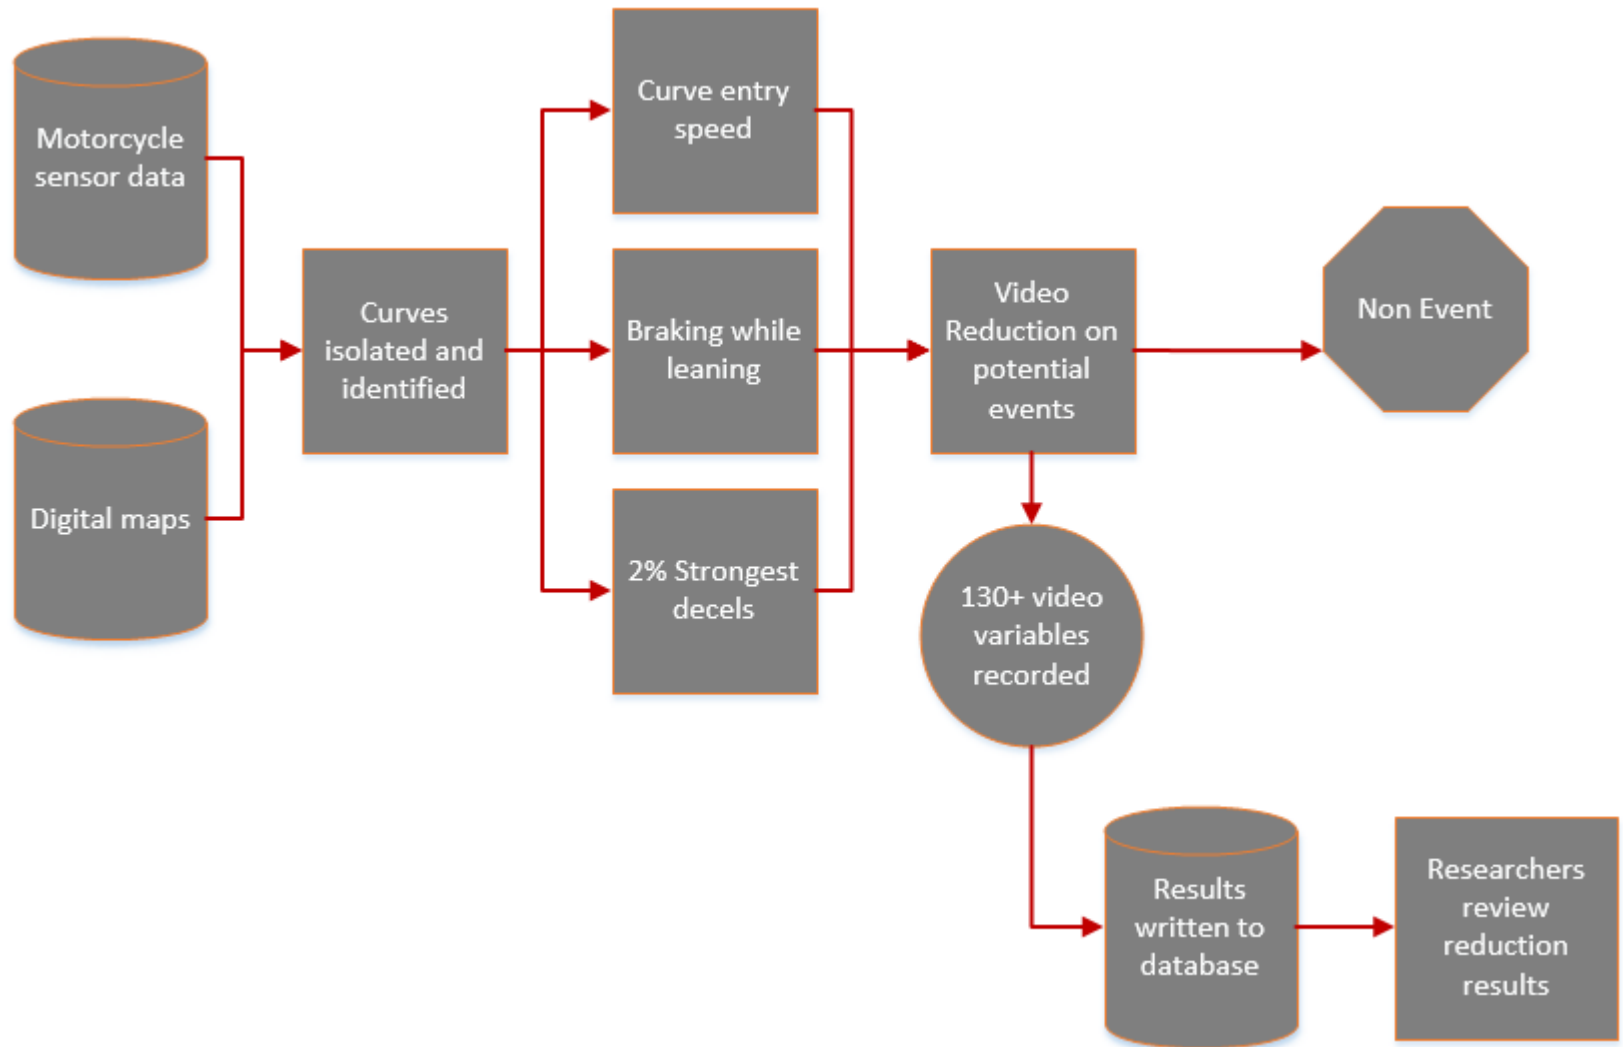 Motorcycle
sensor data
Digital maps
Curves
isolated and
identified
Curve entry
speed
Braking while
leaning
2% Strongest
decels
Video
Reduction on
potential
events
Non Event
130+ video
variables
recorded
Results
written to
database
Researchers
review
reduction
results